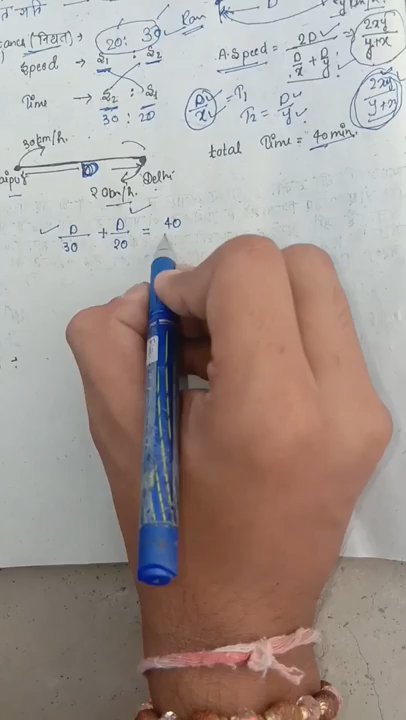 D
(नियत) : 20 : 30
Speed → S₁ : S₂
Time → S₂ : S₁
30 : 20
A. Speed = 2D / (D/x + D/y) ⇒ 2xy / y+x
D/x = T₁
T₂ = D/y
2xy / y+x
total Time = 40 min.
30km/h.
D
Delhi
20km/h.
D/30 + D/20 = 40